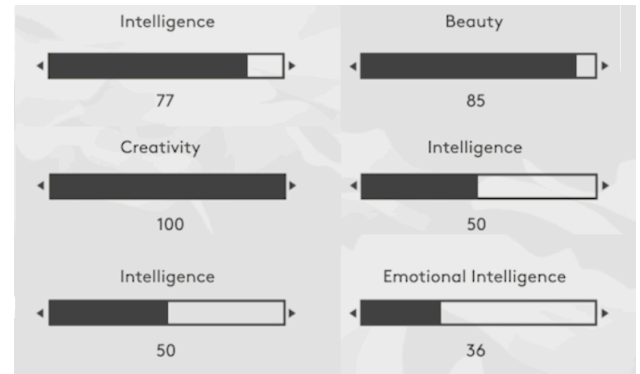 Intelligence
77
Beauty
85
Creativity
100
Intelligence
50
Intelligence
50
Emotional Intelligence
36